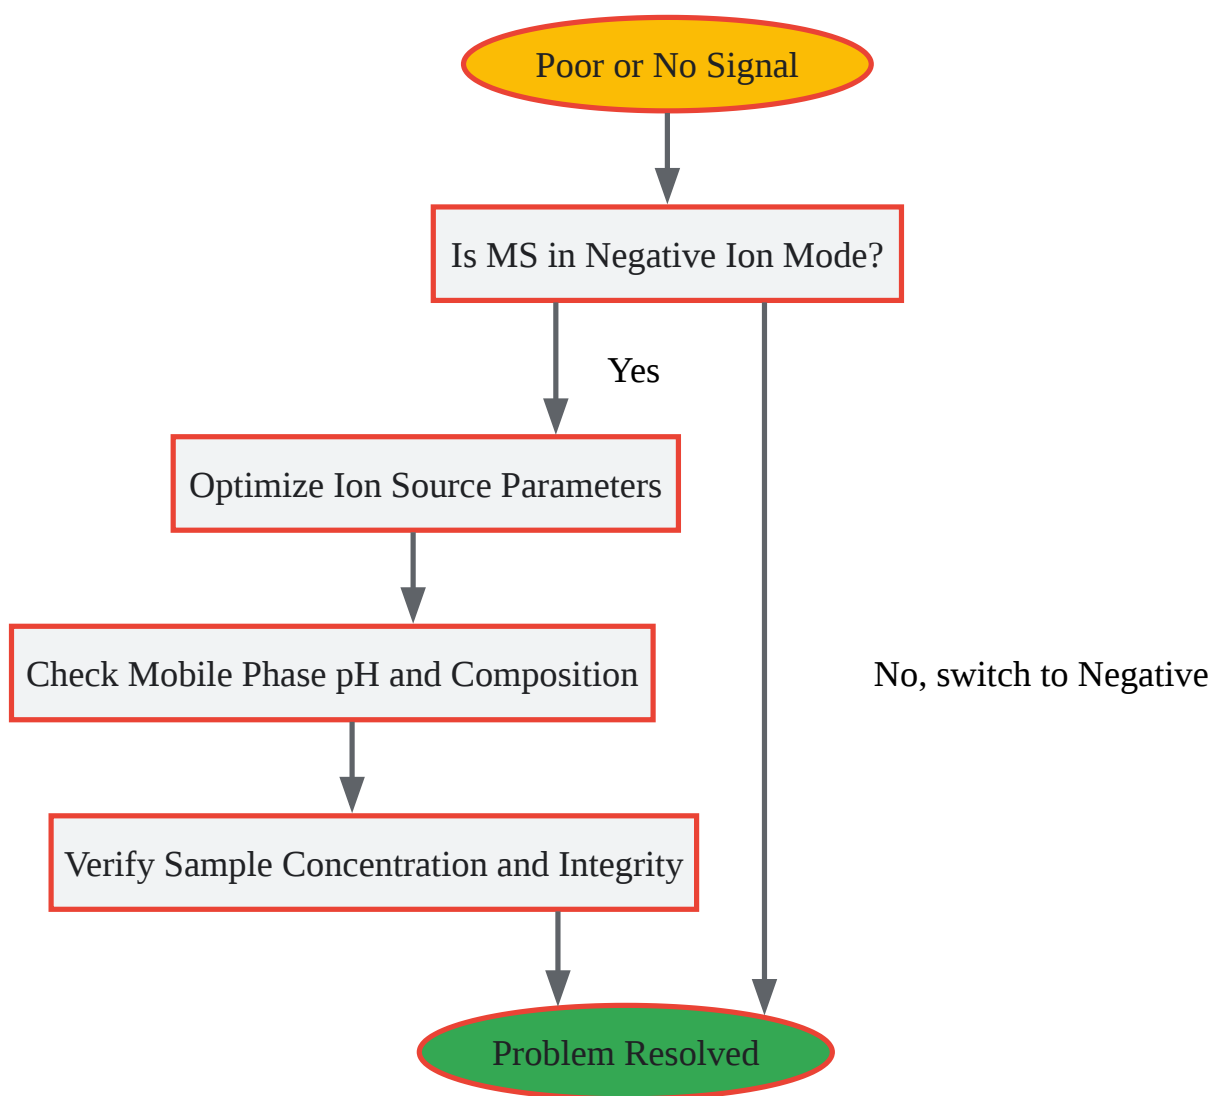 Poor or No Signal
Is MS in Negative Ion Mode?
Yes
Optimize Ion Source Parameters
Check Mobile Phase pH and Composition
No, switch to Negative
Verify Sample Concentration and Integrity
Problem Resolved